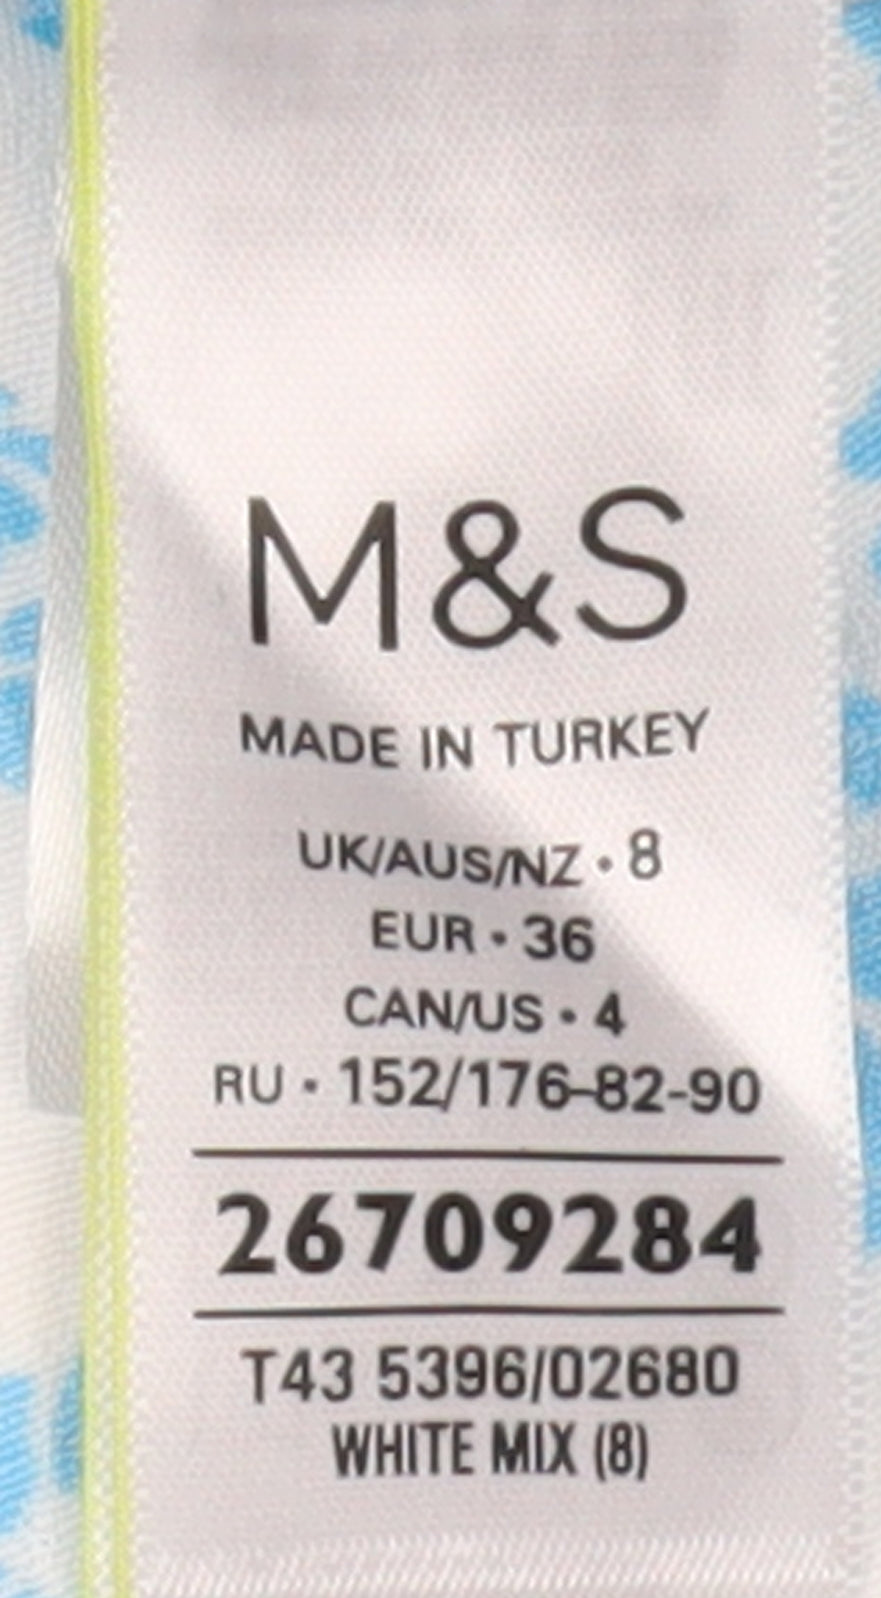 M&S
MADE IN TURKEY
UK/AUS/NZ • 8
EUR • 36
CAN/US • 4
RU • 152/176-82-90
26709284
T43 5396/02680
WHITE MIX (8)